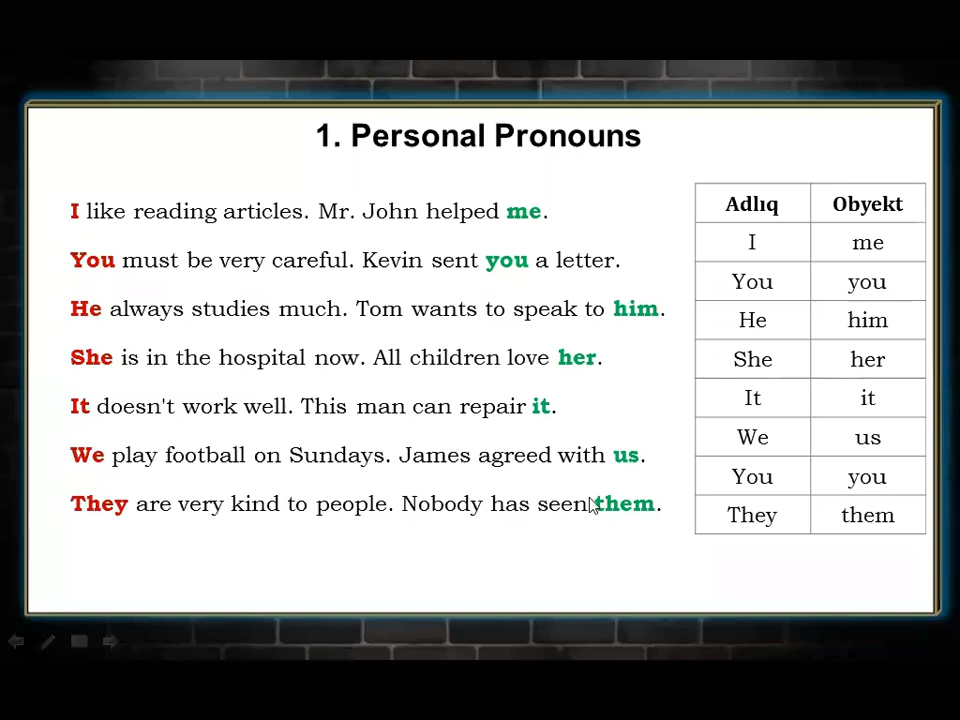 1. Personal Pronouns
I like reading articles. Mr. John helped me.
You must be very careful. Kevin sent you a letter.
He always studies much. Tom wants to speak to him.
She is in the hospital now. All children love her.
It doesn't work well. This man can repair it.
We play football on Sundays. James agreed with us.
They are very kind to people. Nobody has seen them.
Adlıq Obyekt
I me
You you
He him
She her
It it
We us
You you
They them